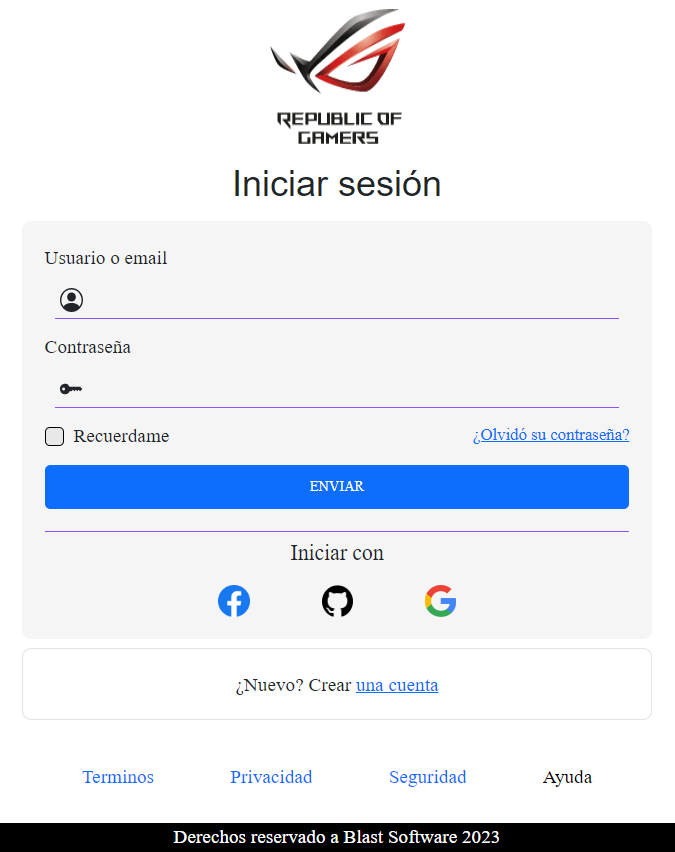 REPUBLIC OF
GAMERS
Iniciar sesión
Usuario o email
Contraseña
Recuerdame
¿Olvidó su contraseña?
ENVIAR
Iniciar con
¿Nuevo? Crear una cuenta
Terminos Privacidad Seguridad Ayuda
Derechos reservado a Blast Software 2023